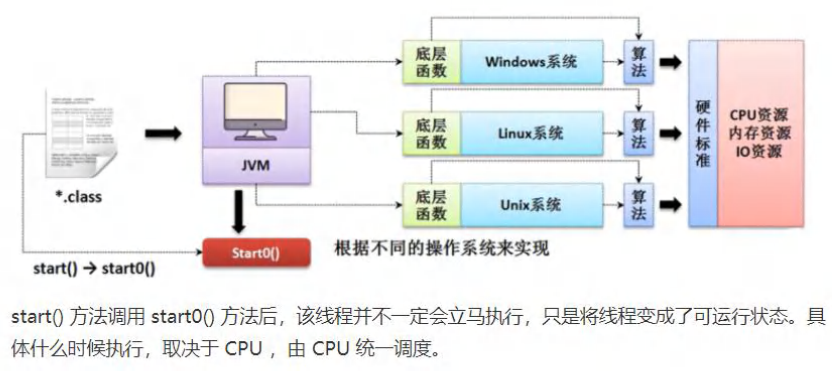 底层
函数
Windows系统
算
法
底层
函数
Linux系统
算
法
底层
函数
Unix系统
算
法
硬
件
标
准
CPU资源
内存资源
IO资源
JVM
*.class
Start0()
根据不同的操作系统来实现
start() → start0()
start() 方法调用 start0() 方法后，该线程并不一定会立马执行，只是将线程变成了可运行状态。具
体什么时候执行，取决于 CPU ，由 CPU 统一调度。